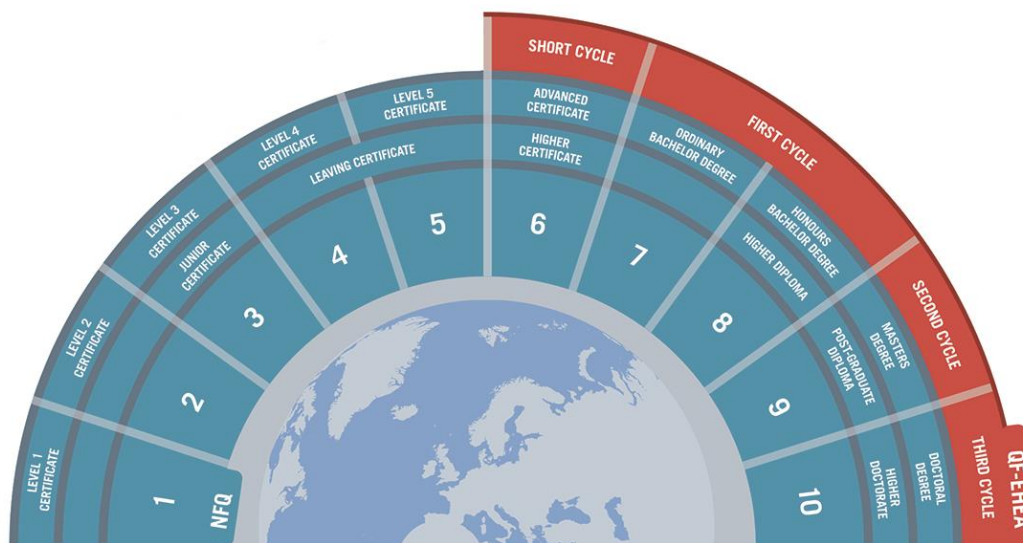 SHORT CYCLE
FIRST CYCLE
SECOND CYCLE
THIRD CYCLE
QF-EHEA
LEVEL 1
CERTIFICATE
LEVEL 2
CERTIFICATE
LEVEL 3
CERTIFICATE
LEVEL 4
CERTIFICATE
LEVEL 5
CERTIFICATE
ADVANCED
CERTIFICATE
ORDINARY
BACHELOR DEGREE
HONOURS
BACHELOR DEGREE
MASTERS
DEGREE
DOCTORAL
DEGREE
JUNIOR
CERTIFICATE
LEAVING CERTIFICATE
HIGHER
CERTIFICATE
HIGHER DIPLOMA
POST-GRADUATE
DIPLOMA
HIGHER
DOCTORATE
1
2
3
4
5
6
7
8
9
10
NFQ